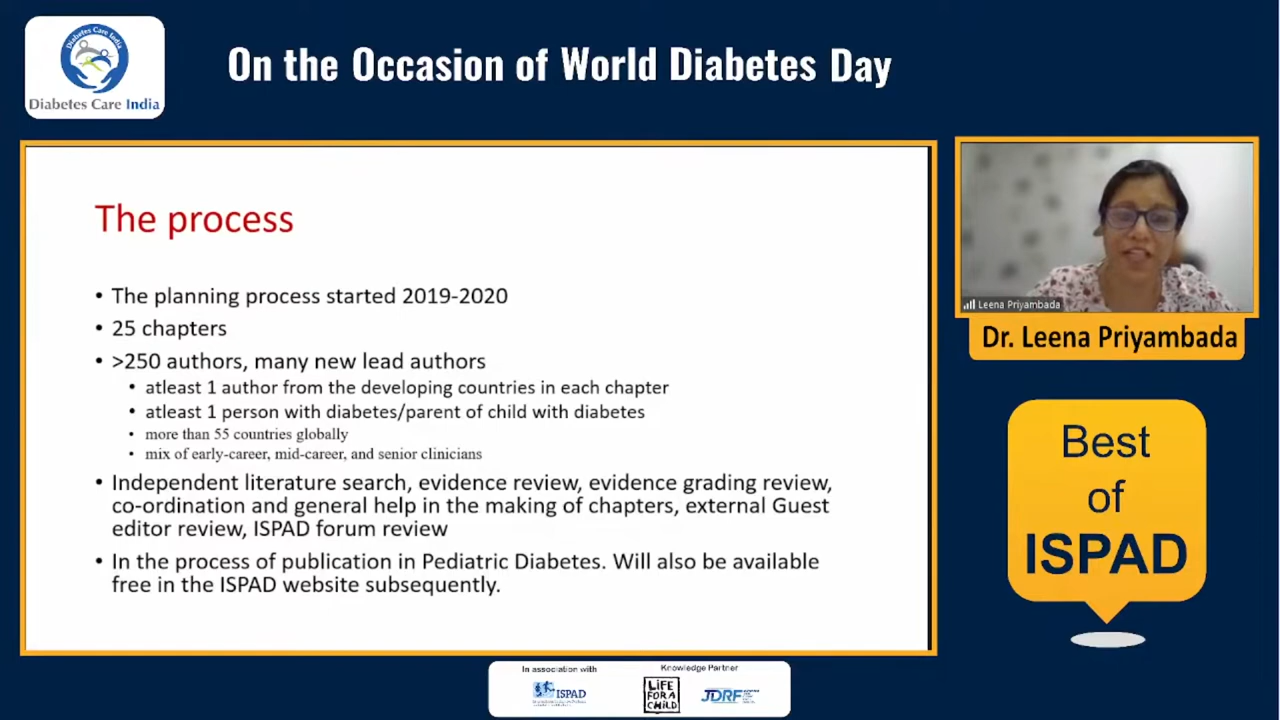 Diabetes Care India
Diabetes Care India
On the Occasion of World Diabetes Day
The process
• The planning process started 2019-2020
• 25 chapters
• >250 authors, many new lead authors
• atleast 1 author from the developing countries in each chapter
• atleast 1 person with diabetes/parent of child with diabetes
• more than 55 countries globally
• mix of early-career, mid-career, and senior clinicians
• Independent literature search, evidence review, evidence grading review,
co-ordination and general help in the making of chapters, external Guest
editor review, ISPAD forum review
• In the process of publication in Pediatric Diabetes. Will also be available
free in the ISPAD website subsequently.
Leena Priyambada
Dr. Leena Priyambada
Best
of
ISPAD
In association with
ISPAD
Knowledge Partner
LIFE
FOR A
CHILD
JDRF